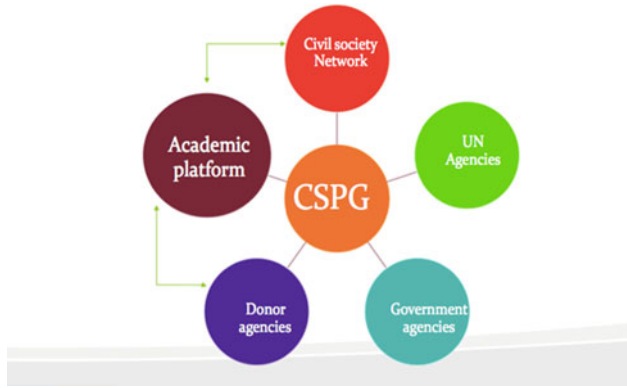 Civil society
Network
Academic
platform
UN
Agencies
CSPG
Donor
agencies
Government
agencies